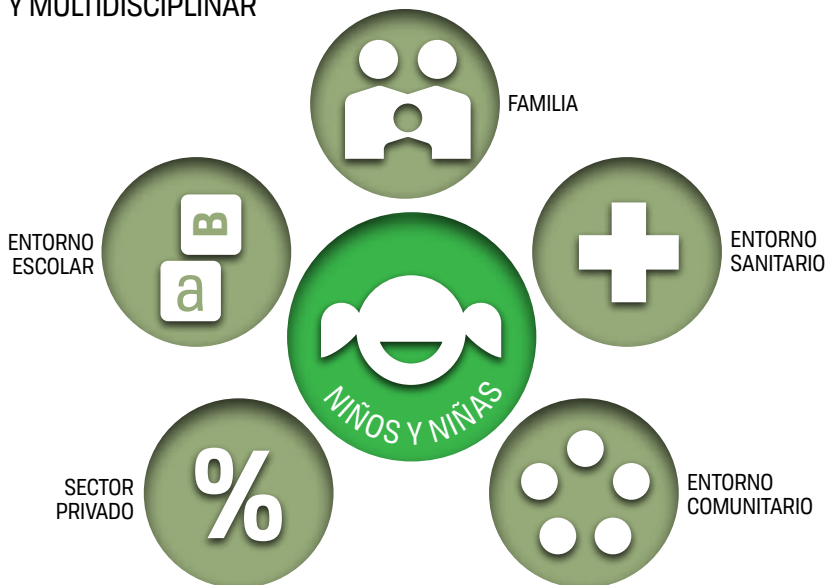 Y MULTIDISCIPLINAR
FAMILIA
ENTORNO
ESCOLAR
B
a
ENTORNO
SANITARIO
NIÑOS Y NIÑAS
SECTOR
PRIVADO
%
ENTORNO
COMUNITARIO